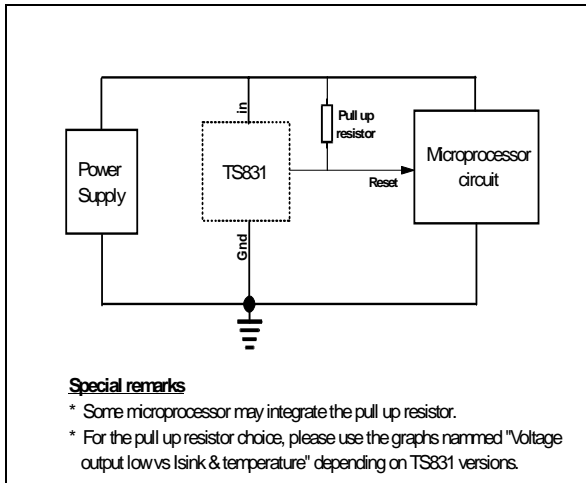 in
Pull up
resistor
Power
Supply
TS831
Microprocessor
circuit
Reset
Gnd
Special remarks
* Some microprocessor may integrate the pull up resistor.
* For the pull up resistor choice, please use the graphs nammed "Voltage
output low vs Isink & temperature" depending on TS831 versions.